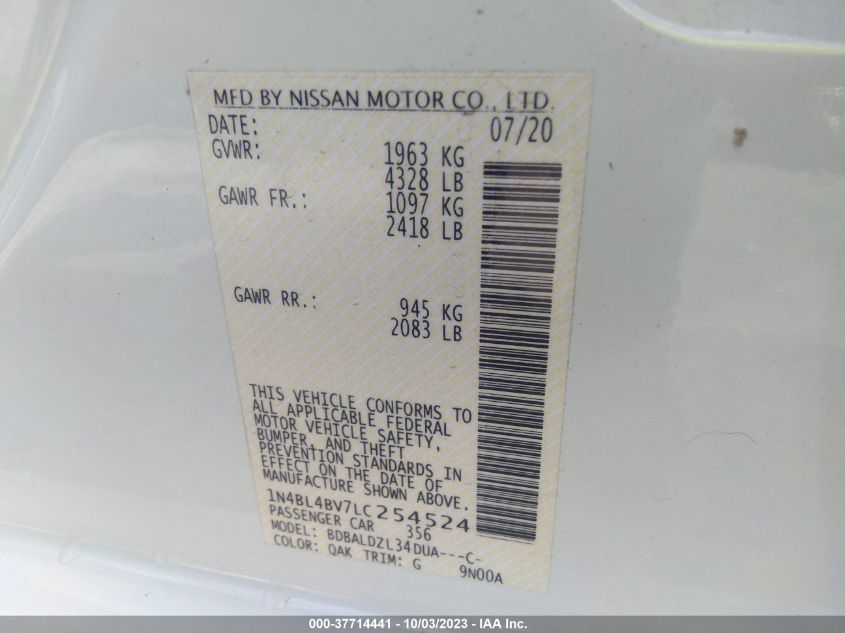 MFD BY NISSAN MOTOR CO., LTD.
DATE: 07/20
GVWR: 1963 KG
4328 LB
GAWR FR.: 1097 KG
2418 LB
GAWR RR.: 945 KG
2083 LB
THIS VEHICLE CONFORMS TO
ALL APPLICABLE FEDERAL
MOTOR VEHICLE SAFETY,
BUMPER, AND THEFT
PREVENTION STANDARDS IN
EFFECT ON THE DATE OF
MANUFACTURE SHOWN ABOVE.
1N4BL4BV7LC254524
PASSENGER CAR 356
MODEL: BDBALDZL34DUA---C-
COLOR: QAK TRIM: G 9N00A
000-37714441 - 10/03/2023 - IAA Inc.